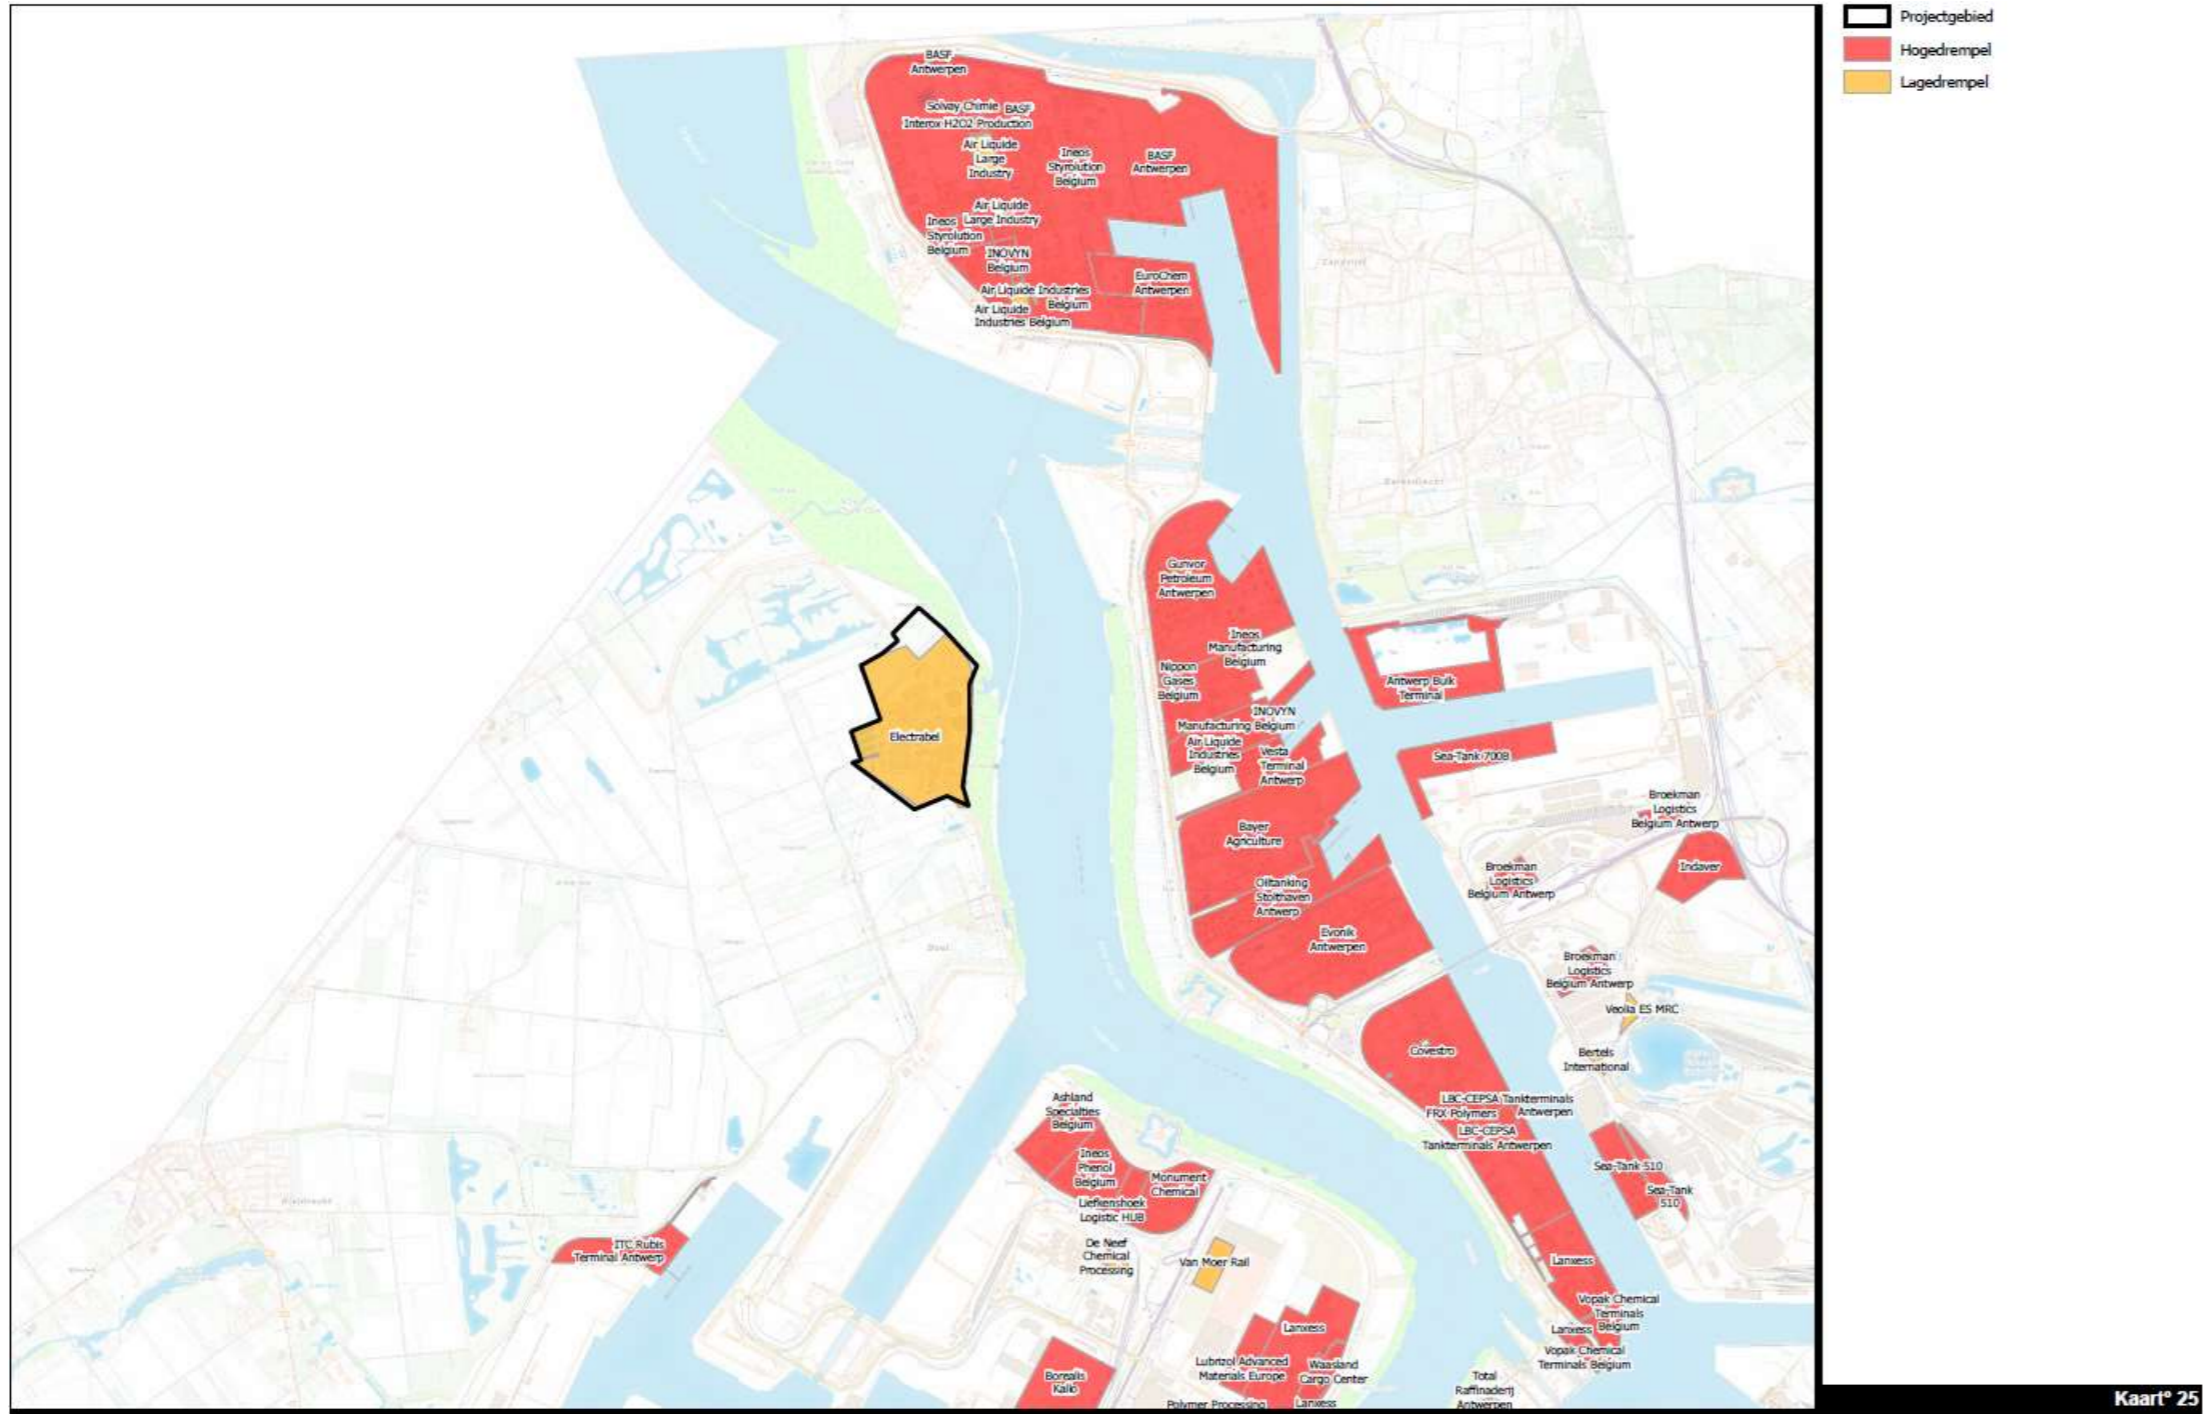 Projectgebied
Hogedrempel
Lagedrempel
BASF
Antwerpen
Solvay Chimie
BASF
Interox H2O2 Production
Air Liquide
Large
Industry
Ineos
Styrolution
Belgium
BASF
Antwerpen
Air Liquide
Large Industry
Ineos
Styrolution
Belgium
INOVYN
Belgium
Air Liquide Industries
Belgium
Air Liquide
Industries Belgium
EuroChem
Antwerpen
Zandvliet
Berendrecht
Gunvor
Petroleum
Antwerpen
Ineos
Manufacturing
Belgium
Nippon
Gases
Belgium
Antwerp Bulk
Terminal
INOVYN
Manufacturing Belgium
Air Liquide
Industries
Belgium
Vesta
Terminal
Antwerp
Electrabel
Sea-Tank 700B
Broekman
Logistics
Belgium Antwerp
Bayer
Agriculture
Broekman
Logistics
Belgium Antwerp
Indaver
Oiltanking
Stolthaven
Antwerp
Evonik
Antwerpen
Doel
Broekman
Logistics
Belgium Antwerp
Veolia ES MRC
Covestro
Bertels
International
Ashland
Specialties
Belgium
LBC-CEPSA Tankterminals
Antwerpen
FRX Polymers
LBC-CEPSA
Tankterminals Antwerpen
Ineos
Phenol
Belgium
Monument
Chemical
Sea-Tank 510
Sea-Tank
510
Liefkenshoek
Logistic HUB
Kieldrecht
ITC Rubis
Terminal Antwerp
De Neef
Chemical
Processing
Van Moer Rail
Lanxess
Vopak Chemical
Terminals
Belgium
Lanxess
Lanxess
Vopak Chemical
Terminals Belgium
Lubrizol Advanced
Materials Europe
Waasland
Cargo Center
Borealis
Kallo
Total
Raffinaderij
Antwerpen
Polymer Processing
Lanxess
Kaart° 25